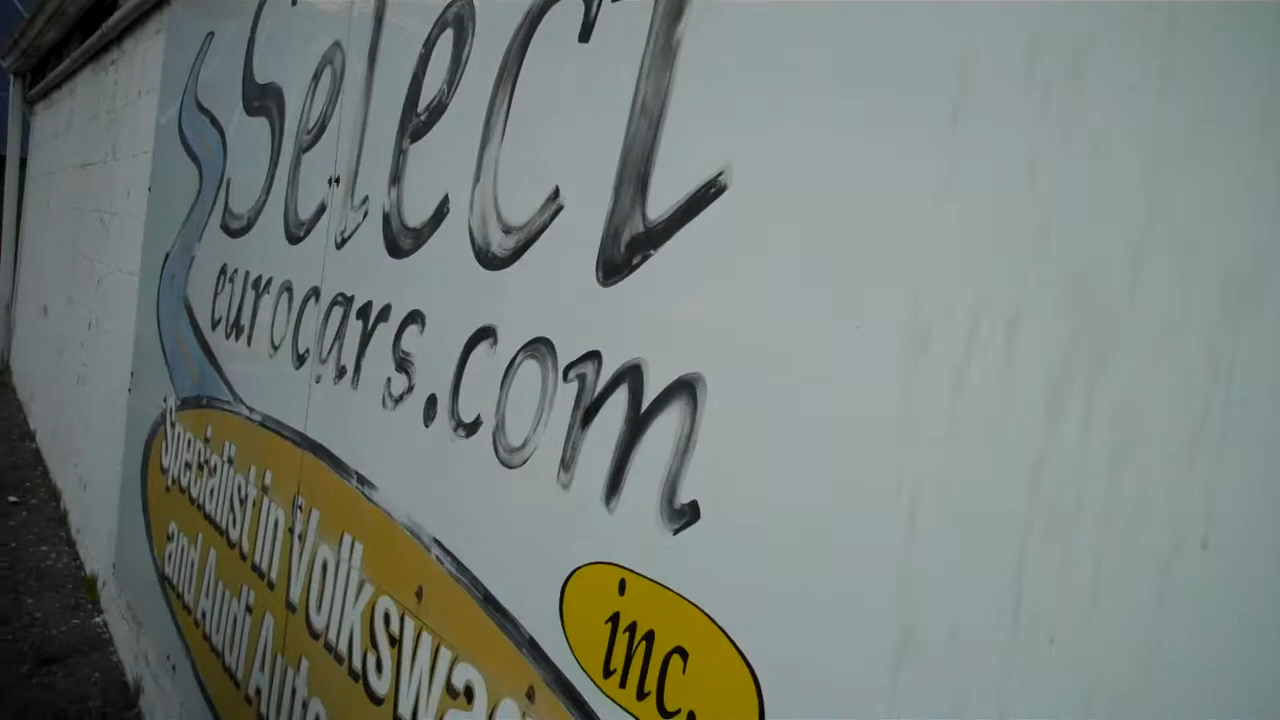 Select
eurocars.com
Specialist in Volkswa
and Audi Auto
inc.